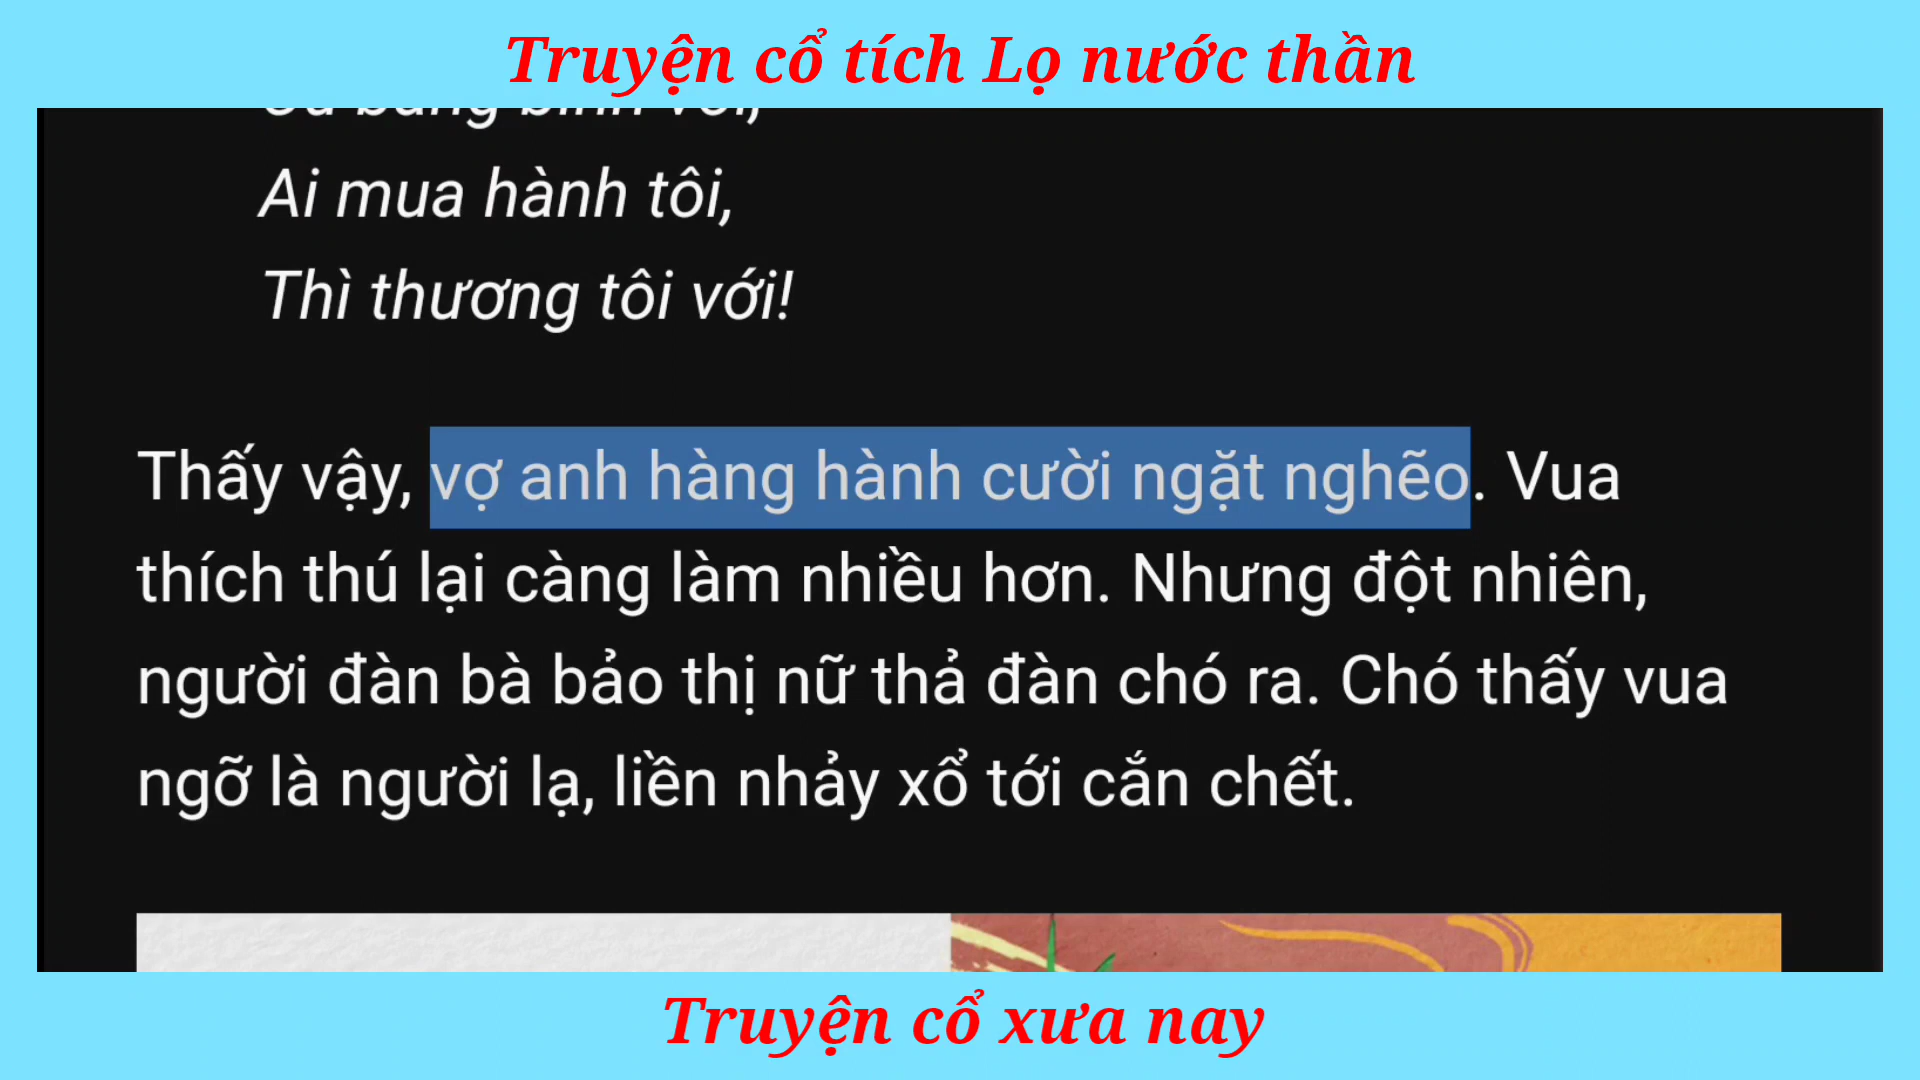 Truyện cổ tích Lọ nước thần
Ai mua hành tôi,
Thì thương tôi với!
Thấy vậy, vợ anh hàng hành cười ngặt nghẽo. Vua
thích thú lại càng làm nhiều hơn. Nhưng đột nhiên,
người đàn bà bảo thị nữ thả đàn chó ra. Chó thấy vua
ngỡ là người lạ, liền nhảy xổ tới cắn chết.
Truyện cổ xưa nay